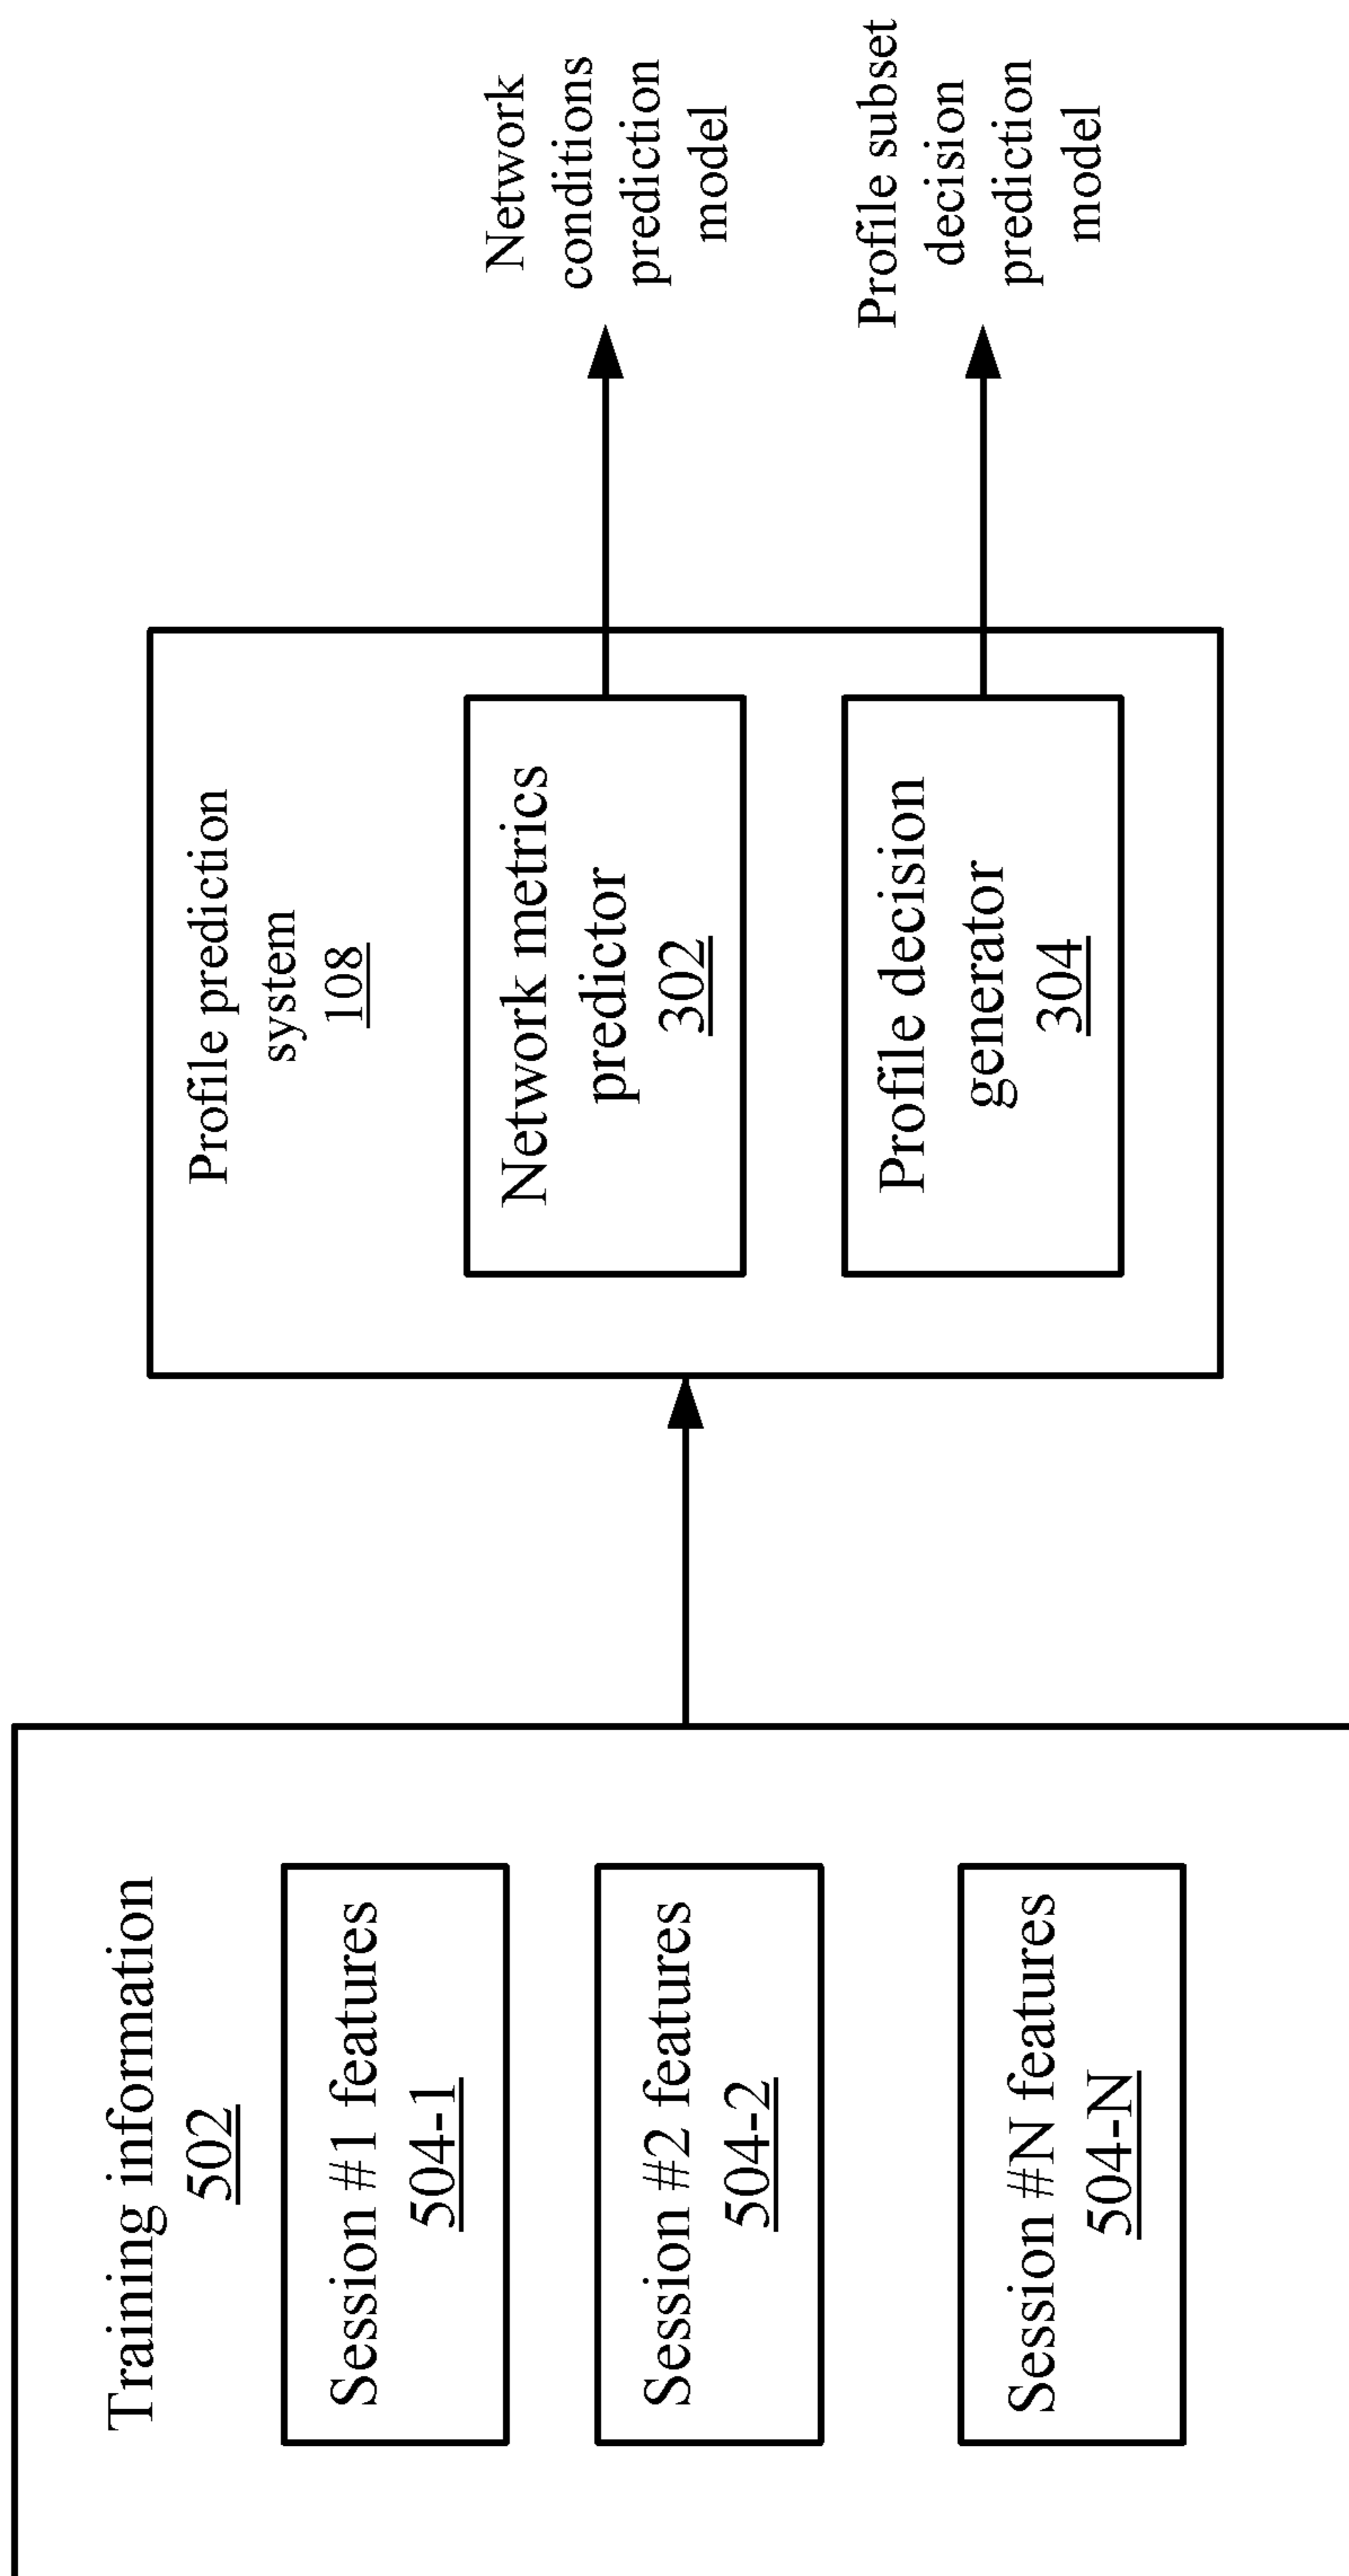 Training information
502
Session #1 features
504-1
Session #2 features
504-2
Session #N features
504-N
Profile prediction
system
108
Network metrics
predictor
302
Profile decision
generator
304
Network
conditions
prediction
model
Profile subset
decision
prediction
model